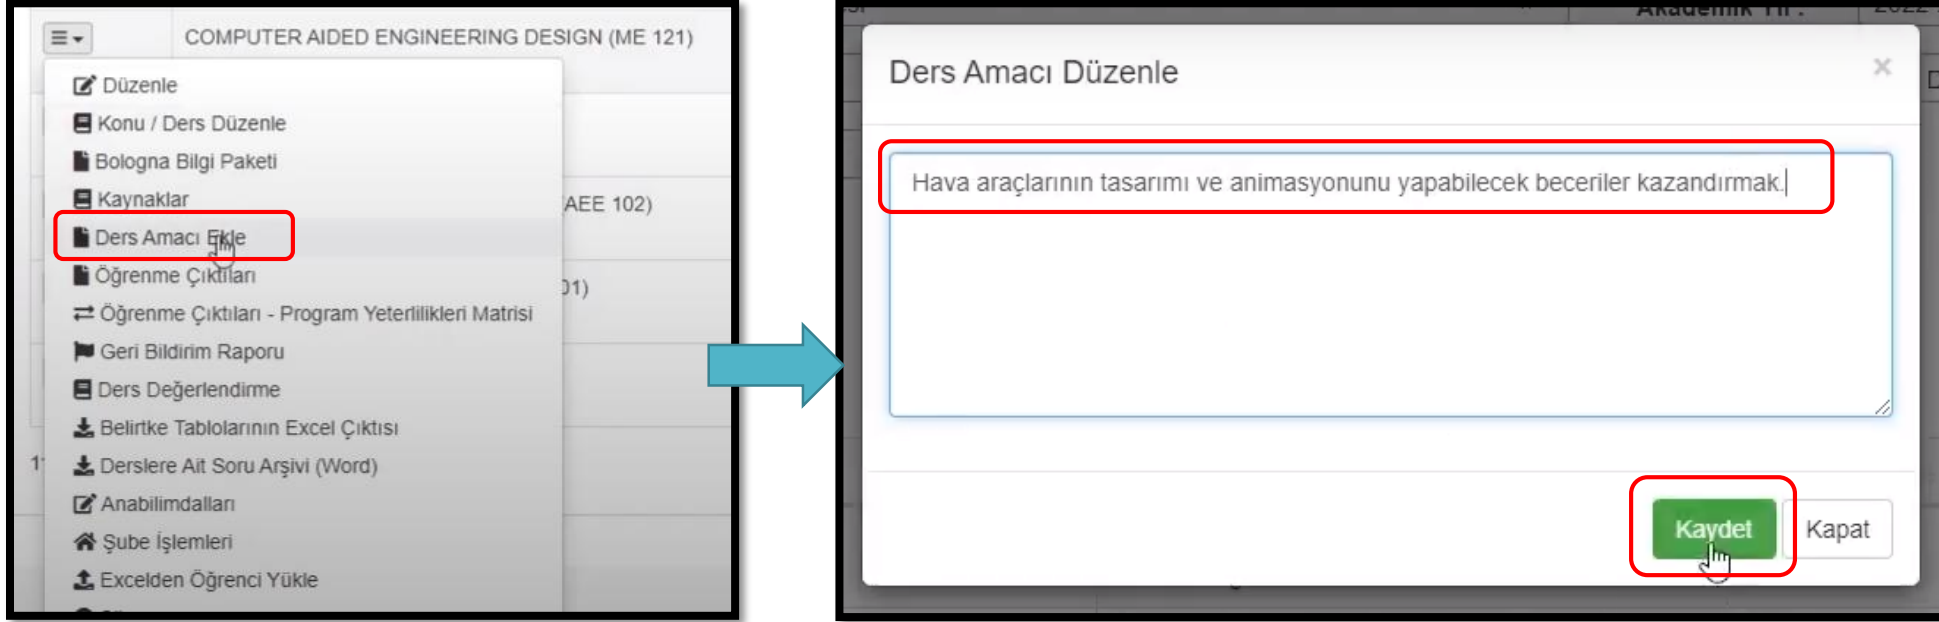 COMPUTER AIDED ENGINEERING DESIGN (ME 121)
Düzenle
Konu / Ders Düzenle
Bologna Bilgi Paketi
Kaynaklar
AEE 102)
Ders Amacı Ekle
Öğrenme Çıktıları
01)
Öğrenme Çıktıları - Program Yeterlilikleri Matrisi
Geri Bildirim Raporu
Ders Değerlendirme
Belirtke Tablolarının Excel Çıktısı
Derslere Ait Soru Arşivi (Word)
Anabilimdalları
Şube İşlemleri
Excelden Öğrenci Yükle
Akademik Yıl :
2022
Ders Amacı Düzenle
×
Hava araçlarının tasarımı ve animasyonunu yapabilecek beceriler kazandırmak.
Kaydet
Kapat